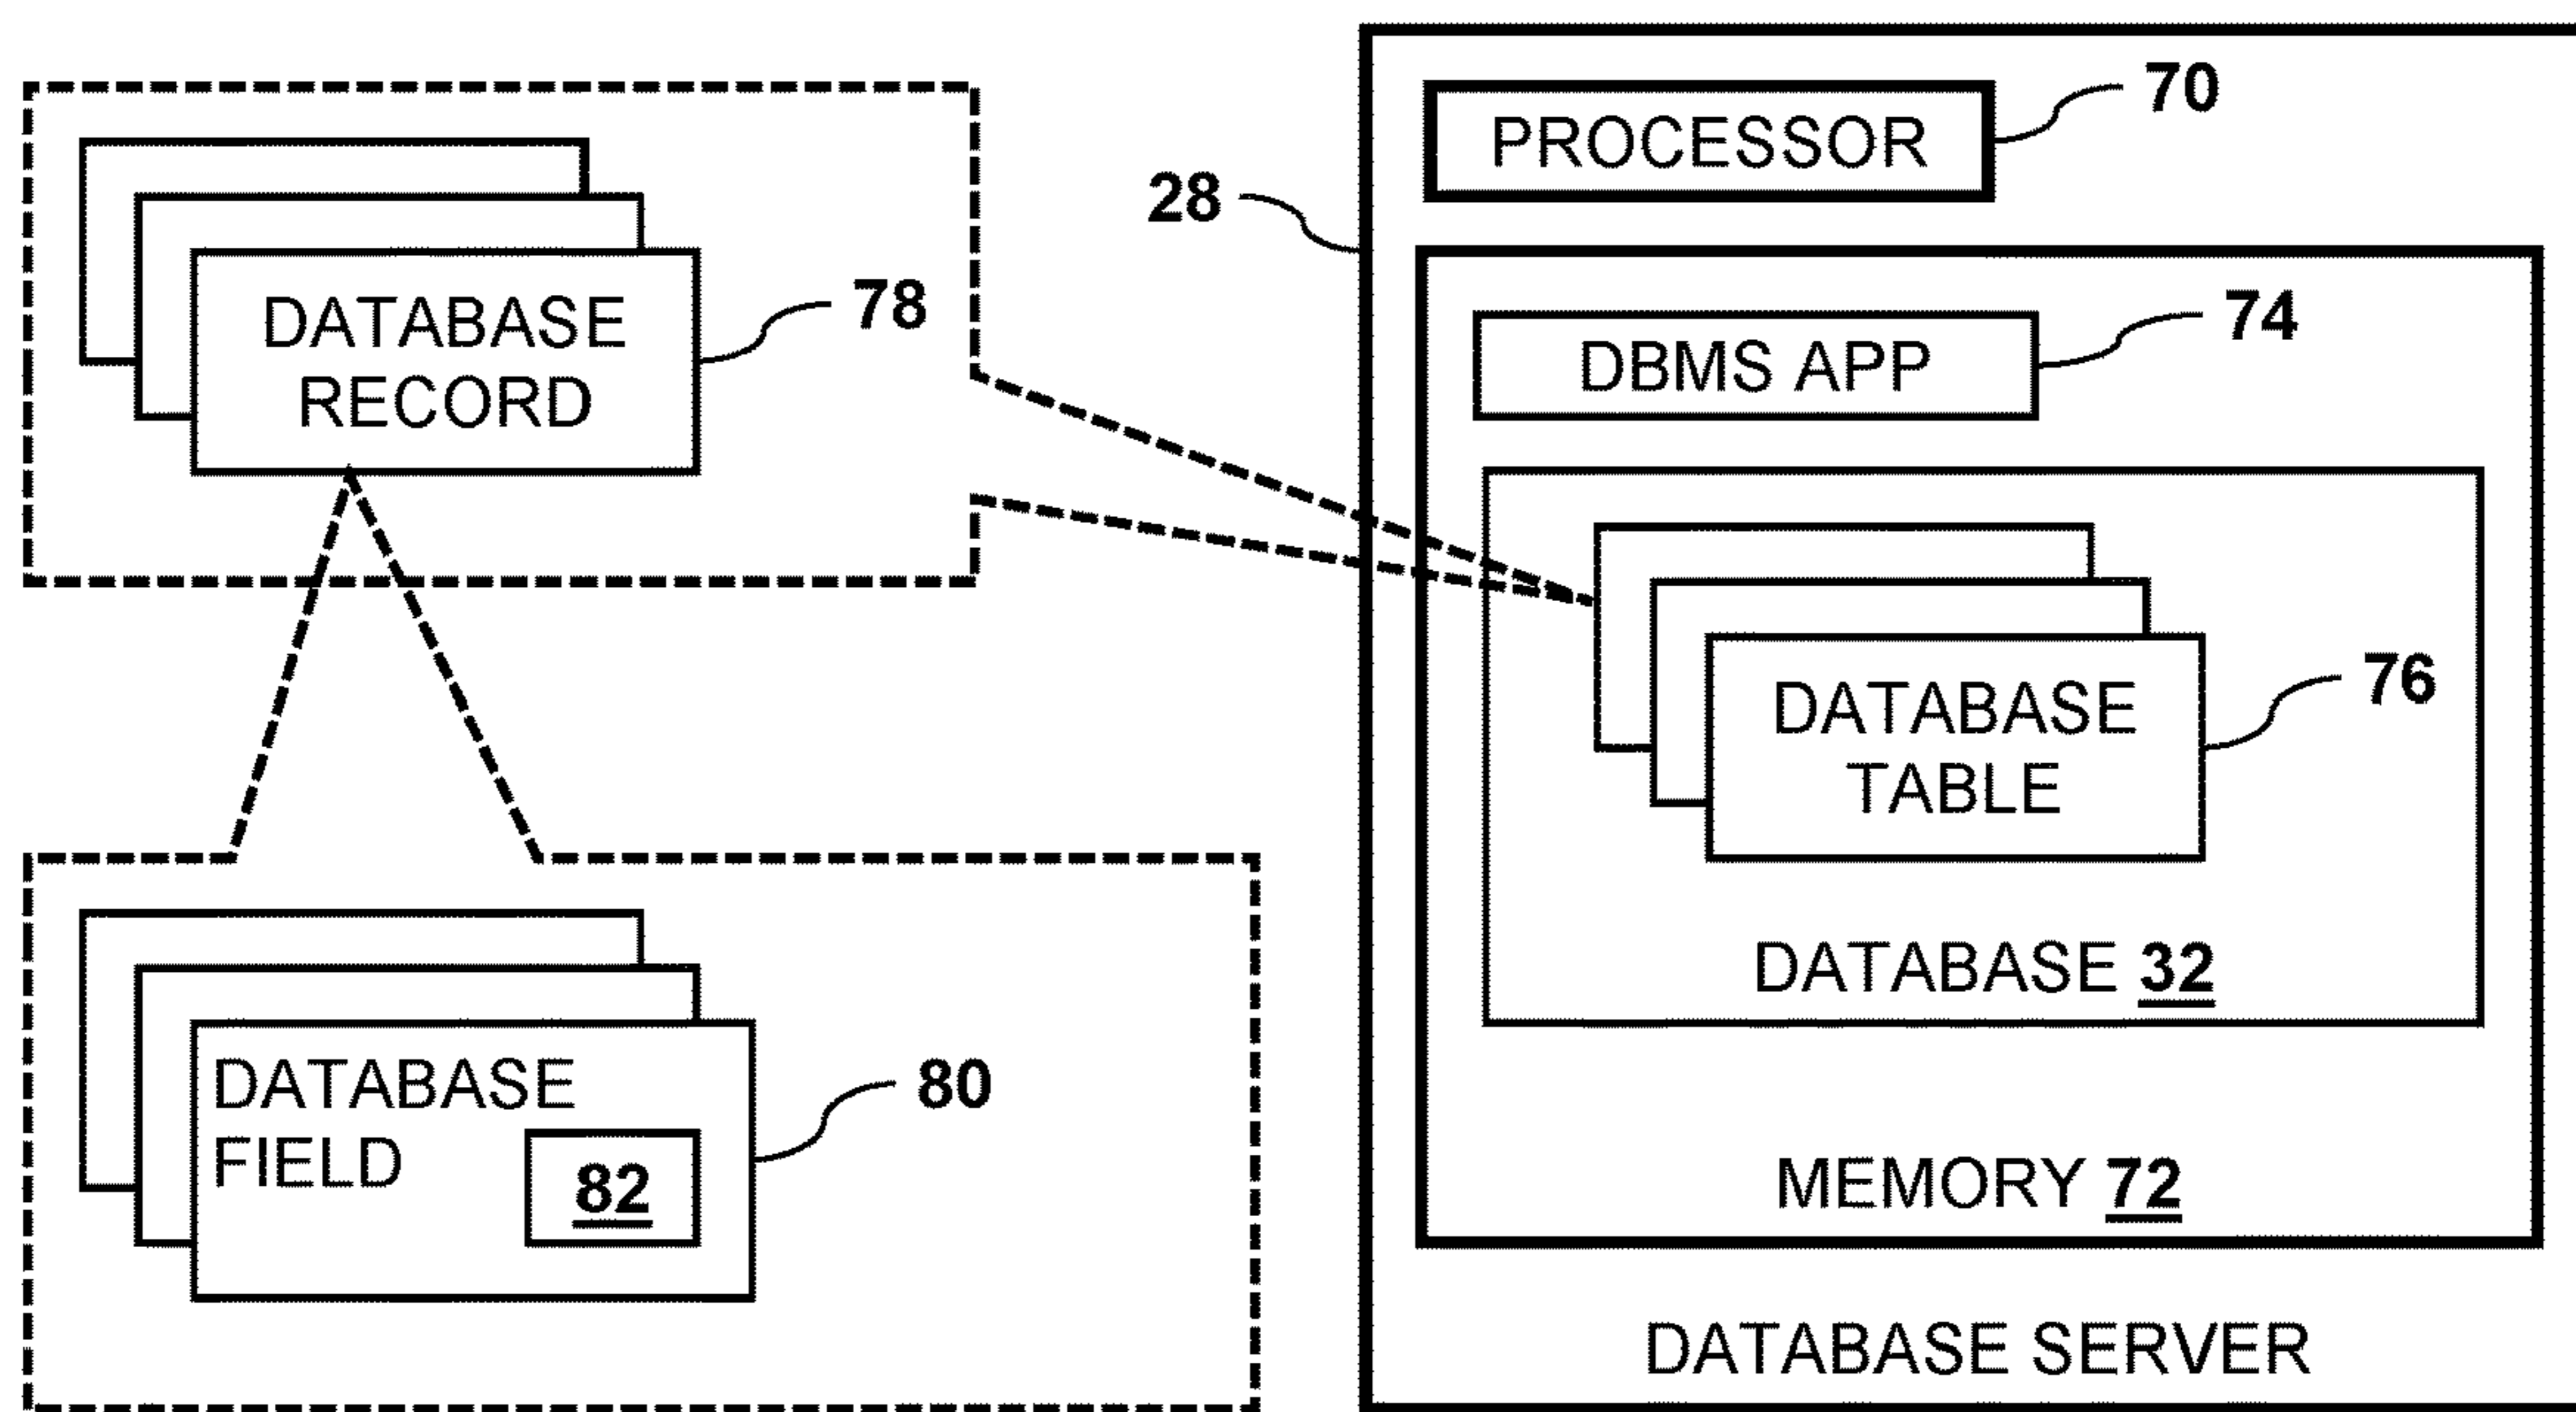 DATABASE
RECORD
78
DATABASE
FIELD
82
80
28
PROCESSOR
70
DBMS APP
74
DATABASE
TABLE
76
DATABASE 32
MEMORY 72
DATABASE SERVER